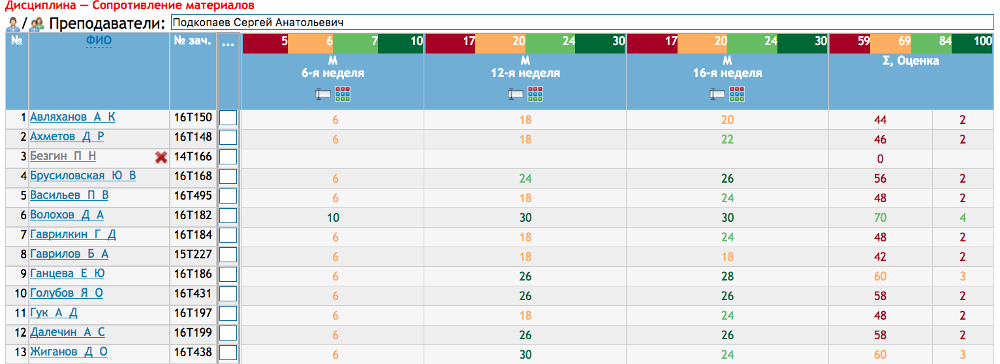 Дисциплина — Сопротивление материалов
/ Преподаватели: Подкопаев Сергей Анатольевич
№ ФИО № зач. ... 5 6 7 10 17 20 24 30 17 20 24 30 59 69 84 100
М М М Σ, Оценка
6-я неделя 12-я неделя 16-я неделя
1 Авляханов А К 16Т150 6 18 20 44 2
2 Ахметов Д Р 16Т148 6 18 22 46 2
3 Безгин П Н 14Т166 0
4 Брусиловская Ю В 16Т168 6 24 26 56 2
5 Васильев П В 16Т495 6 18 24 48 2
6 Волохов Д А 16Т182 10 30 30 70 4
7 Гаврилкин Г Д 16Т184 6 18 24 48 2
8 Гаврилов Б А 15Т227 6 18 18 42 2
9 Ганцева Е Ю 16Т186 6 26 28 60 3
10 Голубов Я О 16Т431 6 26 26 58 2
11 Гук А Д 16Т197 6 18 24 48 2
12 Далечин А С 16Т199 6 26 26 58 2
13 Жиганов Д О 16Т438 6 30 24 60 3